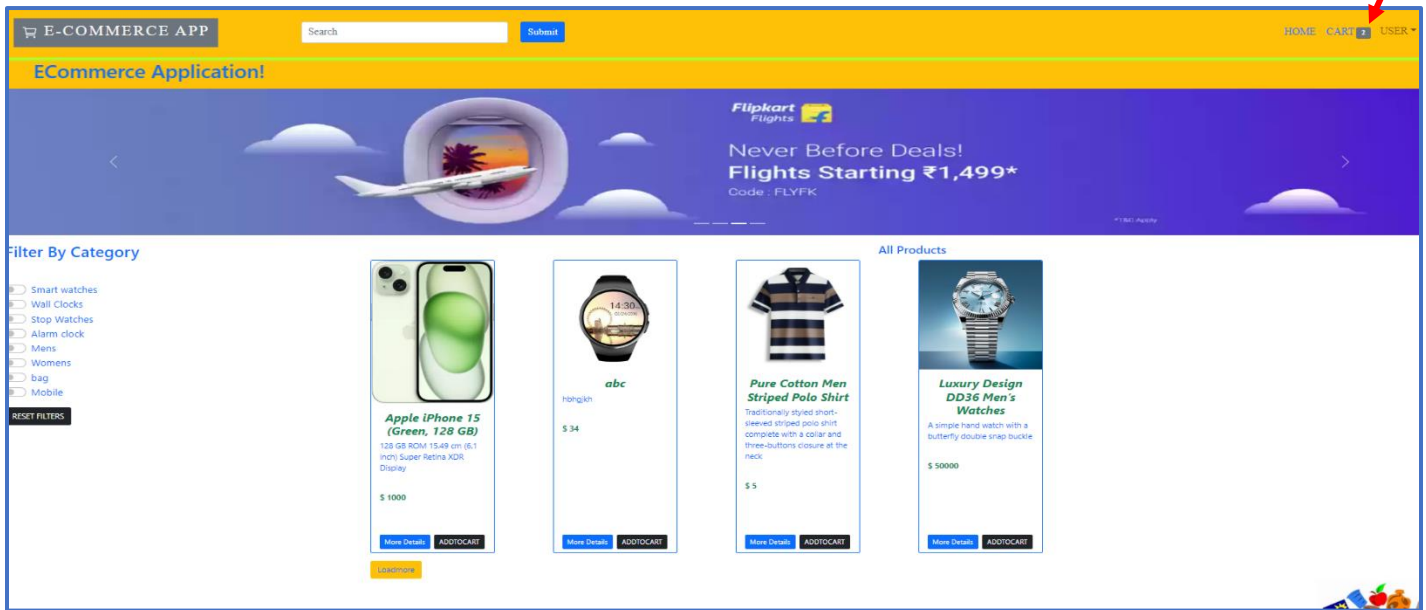 E-COMMERCE APP
Search
Submit
HOME CART 2 USER
ECommerce Application!
Flipkart
Flights
Never Before Deals!
Flights Starting ₹1,499*
Code : FLYFK
*T&C Apply
Filter By Category
All Products
Smart watches
Wall Clocks
Stop Watches
Alarm clock
Mens
Womens
bag
Mobile
RESET FILTERS
Apple iPhone 15
(Green, 128 GB)
128 GB ROM 15.49 cm (6.1
inch) Super Retina XDR
Display
$ 1000
More Details ADDTOCART
14:30
abc
hbhgjkh
$ 34
More Details ADDTOCART
Pure Cotton Men
Striped Polo Shirt
Traditionally styled short-
sleeved striped polo shirt
complete with a collar and
three-buttons closure at the
neck
$ 5
More Details ADDTOCART
Luxury Design
DD36 Men's
Watches
A simple hand watch with a
butterfly double snap buckle
$ 50000
More Details ADDTOCART
Loadmore